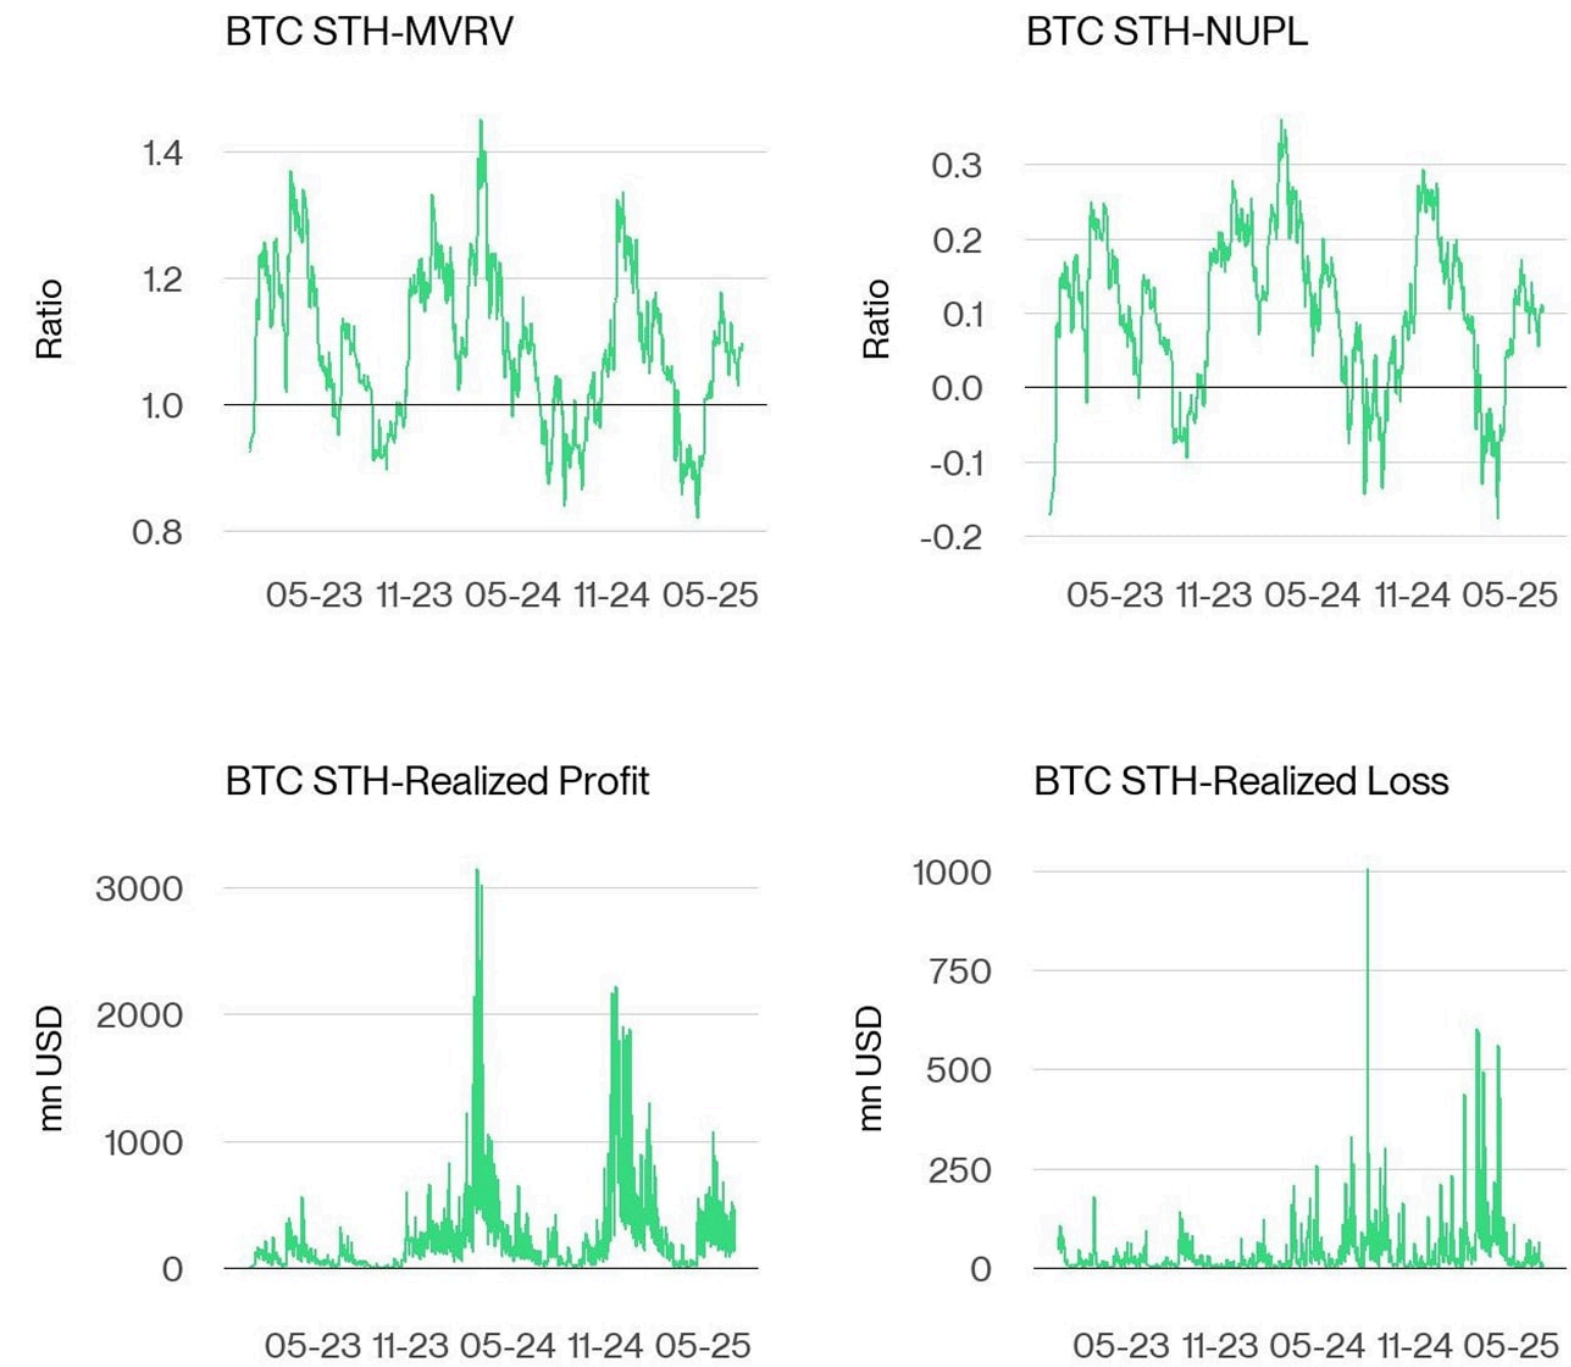 BTC STH-MVRV
Ratio
1.4
1.2
1.0
0.8
05-23 11-23 05-24 11-24 05-25
BTC STH-NUPL
Ratio
0.3
0.2
0.1
0.0
-0.1
-0.2
05-23 11-23 05-24 11-24 05-25
BTC STH-Realized Profit
mn USD
3000
2000
1000
0
05-23 11-23 05-24 11-24 05-25
BTC STH-Realized Loss
mn USD
1000
750
500
250
0
05-23 11-23 05-24 11-24 05-25